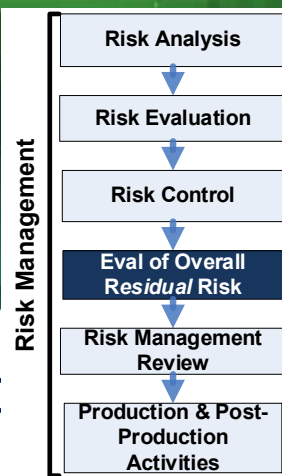 Risk Management
Risk Analysis
Risk Evaluation
Risk Control
Eval of Overall
Residual Risk
Risk Management
Review
Production & Post-
Production
Activities